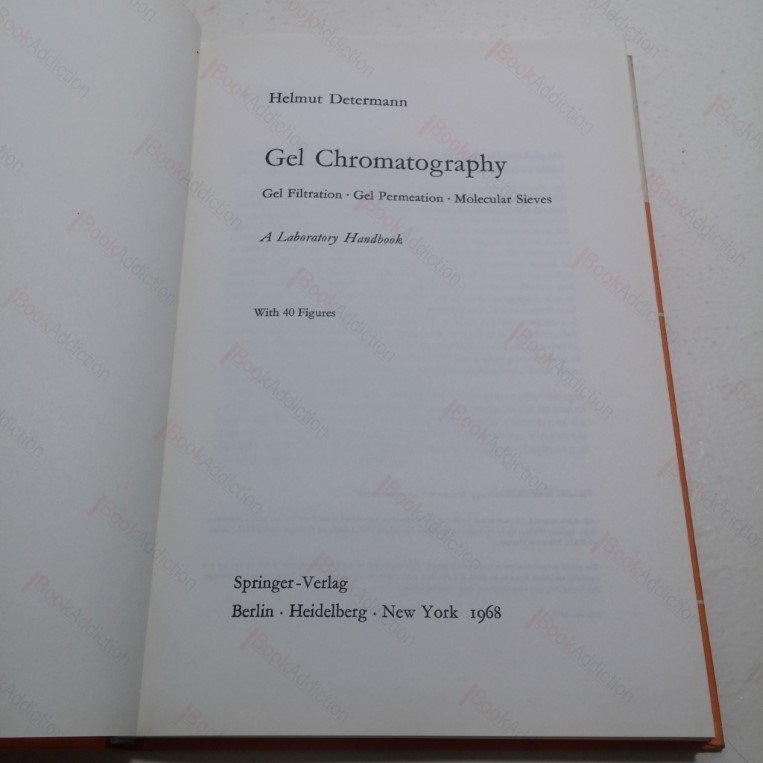 Helmut Determann
Gel Chromatography
Gel Filtration · Gel Permeation · Molecular Sieves
A Laboratory Handbook
With 40 Figures
Springer-Verlag
Berlin · Heidelberg · New York 1968
BookAddiction